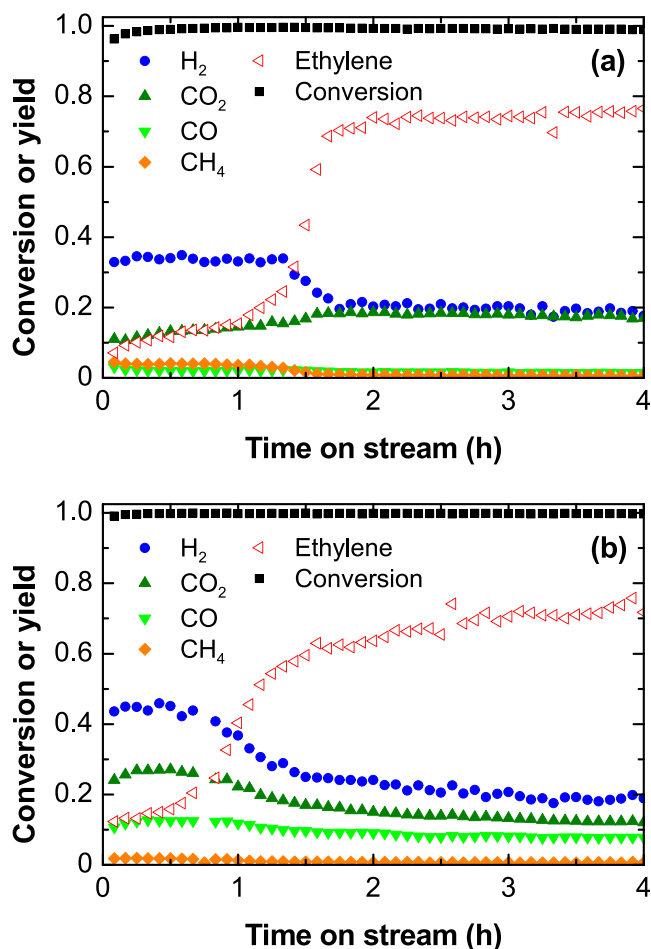 1.0
0.8
0.6
0.4
0.2
0
Conversion or yield
H₂
CO₂
CO
CH₄
Ethylene
Conversion
(a)
0 1 2 3 4
Time on stream (h)
1.0
0.8
0.6
0.4
0.2
0
Conversion or yield
H₂
CO₂
CO
CH₄
Ethylene
Conversion
(b)
0 1 2 3 4
Time on stream (h)